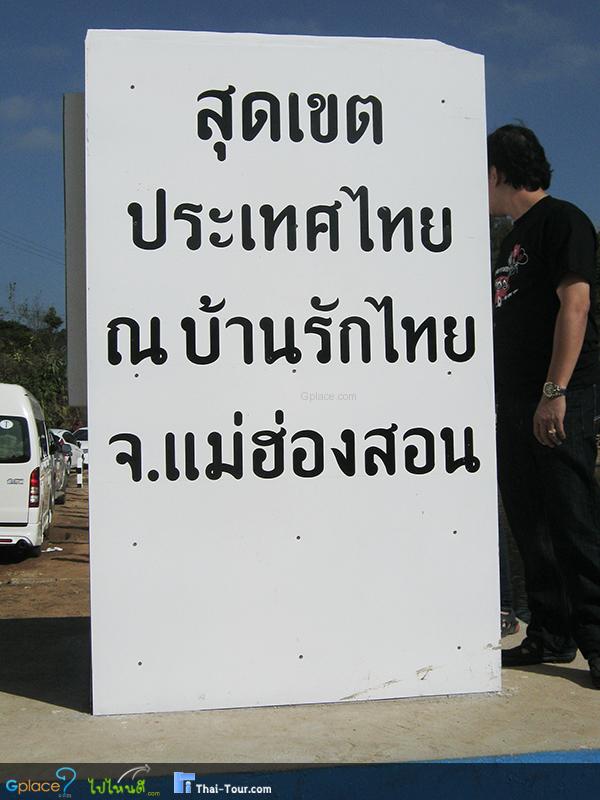 สุดเขต
ประเทศไทย
ณ บ้านรักไทย
Gplace.com
จ.แม่ฮ่องสอน
Gplace?
ไปไหนดี.com
Thai-Tour.com